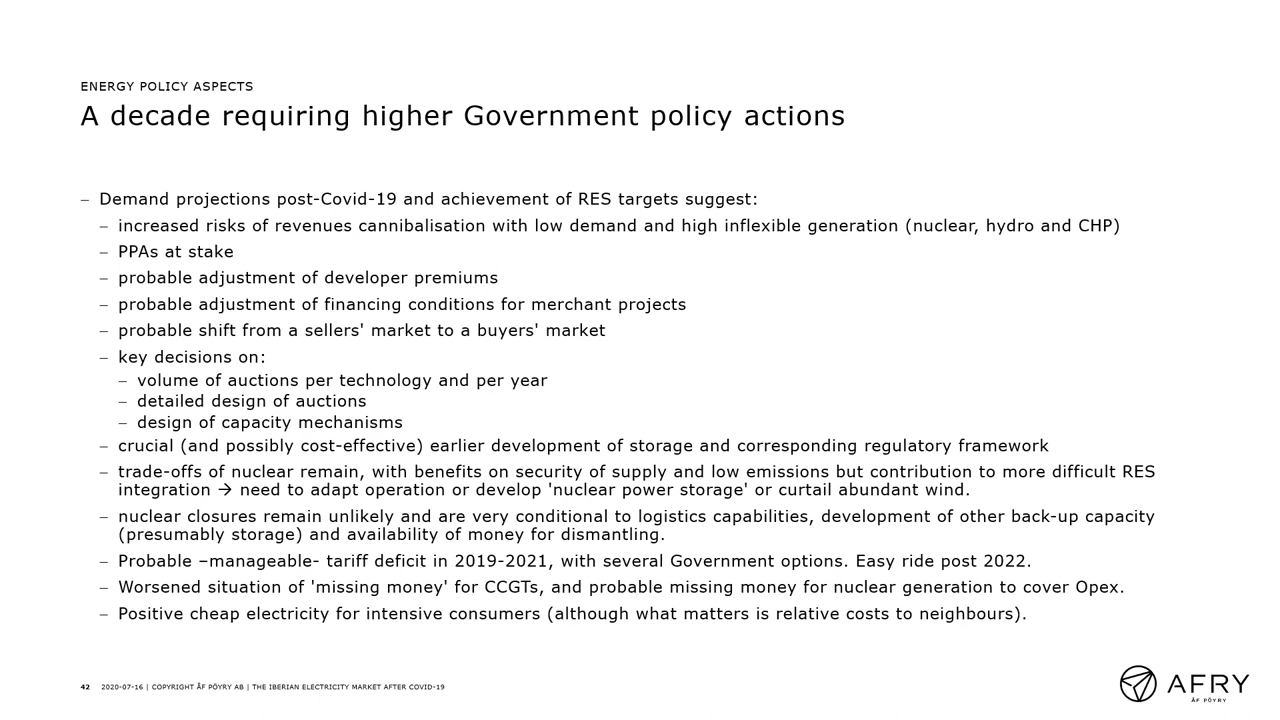 ENERGY POLICY ASPECTS
A decade requiring higher Government policy actions
– Demand projections post-Covid-19 and achievement of RES targets suggest:
– increased risks of revenues cannibalisation with low demand and high inflexible generation (nuclear, hydro and CHP)
– PPAs at stake
– probable adjustment of developer premiums
– probable adjustment of financing conditions for merchant projects
– probable shift from a sellers' market to a buyers' market
– key decisions on:
– volume of auctions per technology and per year
– detailed design of auctions
– design of capacity mechanisms
– crucial (and possibly cost-effective) earlier development of storage and corresponding regulatory framework
– trade-offs of nuclear remain, with benefits on security of supply and low emissions but contribution to more difficult RES
integration → need to adapt operation or develop 'nuclear power storage' or curtail abundant wind.
– nuclear closures remain unlikely and are very conditional to logistics capabilities, development of other back-up capacity
(presumably storage) and availability of money for dismantling.
– Probable –manageable- tariff deficit in 2019-2021, with several Government options. Easy ride post 2022.
– Worsened situation of 'missing money' for CCGTs, and probable missing money for nuclear generation to cover Opex.
– Positive cheap electricity for intensive consumers (although what matters is relative costs to neighbours).
42 2020-07-16 | COPYRIGHT ÅF PÖYRY AB | THE IBERIAN ELECTRICITY MARKET AFTER COVID-19
AFRY
ÅF PÖYRY